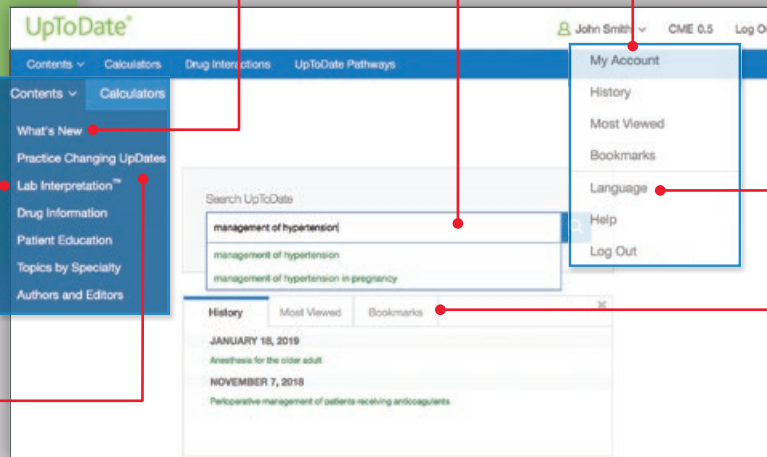 UpToDate®
John Smith CME 0.5 Log Ou
Contents Calculators Drug Interactions UpToDate Pathways
Contents Calculators
What's New
Practice Changing UpDates
Lab Interpretation™
Drug Information
Patient Education
Topics by Specialty
Authors and Editors
My Account
History
Most Viewed
Bookmarks
Language
Help
Log Out
Search UpToDate
management of hypertension
management of hypertension
management of hypertension in pregnancy
History Most Viewed Bookmarks
JANUARY 18, 2019
Anesthesia for the older adult
NOVEMBER 7, 2018
Perioperative management of patients receiving anticoagulants